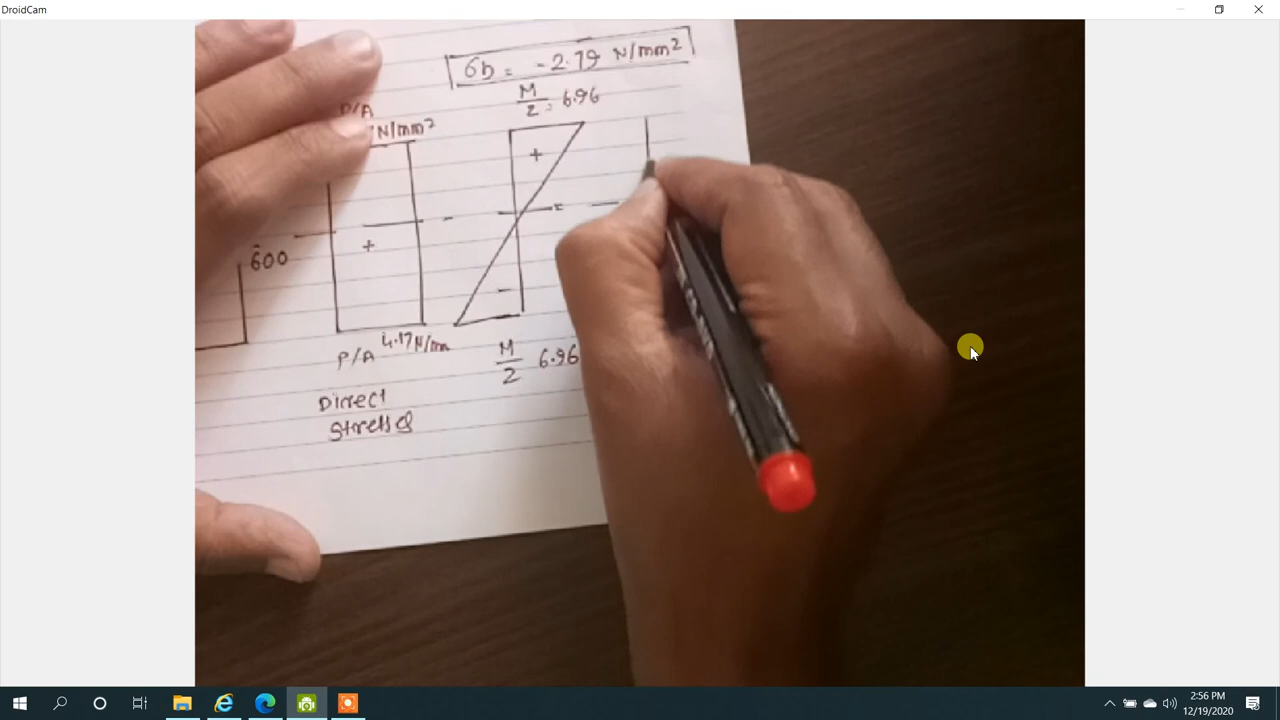 DroidCam
σb = -2.79 N/mm²
M/Z = 6.96
P/A
N/mm²
+
+
-
=
600
-
P/A 4.17 N/mm
M/Z 6.96
Direct
Stresses
2:56 PM
12/19/2020